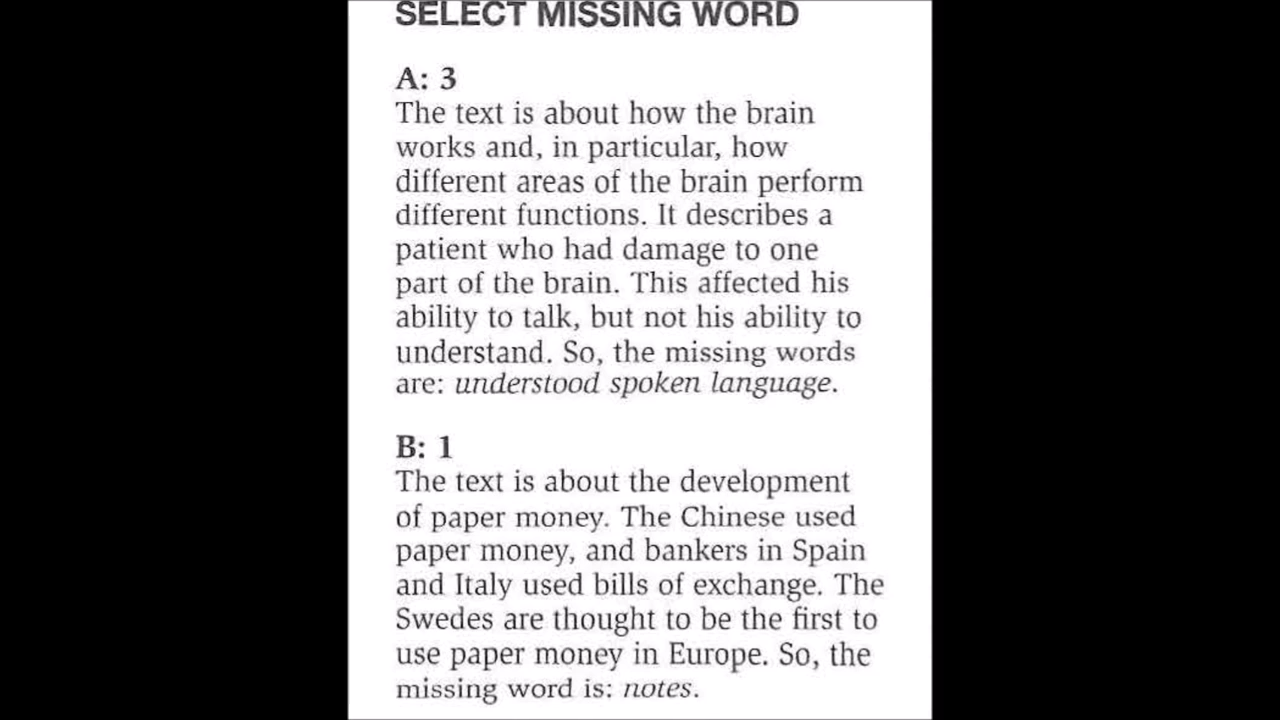 SELECT MISSING WORD
A: 3
The text is about how the brain
works and, in particular, how
different areas of the brain perform
different functions. It describes a
patient who had damage to one
part of the brain. This affected his
ability to talk, but not his ability to
understand. So, the missing words
are: understood spoken language.
B: 1
The text is about the development
of paper money. The Chinese used
paper money, and bankers in Spain
and Italy used bills of exchange. The
Swedes are thought to be the first to
use paper money in Europe. So, the
missing word is: notes.